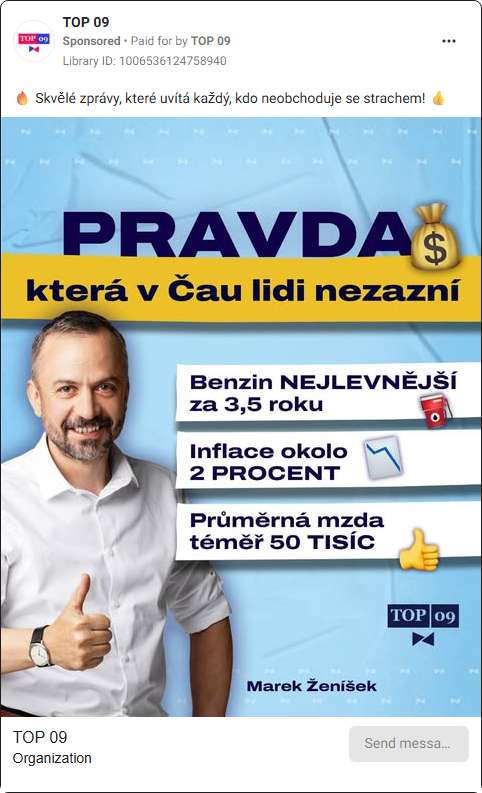 TOP 09
Sponsored • Paid for by TOP 09
Library ID: 1006536124758940
🔥 Skvělé zprávy, které uvítá každý, kdo neobchoduje se strachem! 👍
PRAVDA
která v Čau lidi nezazní
Benzin NEJLEVNĚJŠÍ
za 3,5 roku
Inflace okolo
2 PROCENT
Průměrná mzda
téměř 50 TISÍC
TOP 09
Marek Ženíšek
TOP 09
Organization
Send messa...